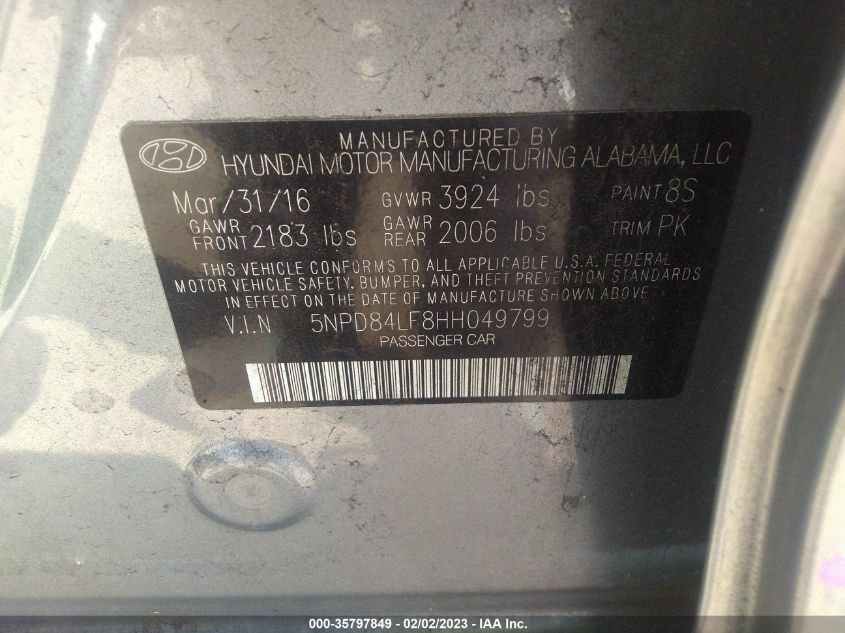 MANUFACTURED BY
HYUNDAI MOTOR MANUFACTURING ALABAMA, LLC
Mar/31/16 GVWR 3924 lbs PAINT 8S
GAWR FRONT 2183 lbs GAWR REAR 2006 lbs TRIM PK
THIS VEHICLE CONFORMS TO ALL APPLICABLE U.S.A. FEDERAL
MOTOR VEHICLE SAFETY, BUMPER, AND THEFT PREVENTION STANDARDS
IN EFFECT ON THE DATE OF MANUFACTURE SHOWN ABOVE
V.I.N 5NPD84LF8HH049799
PASSENGER CAR
000-35797849 - 02/02/2023 - IAA Inc.